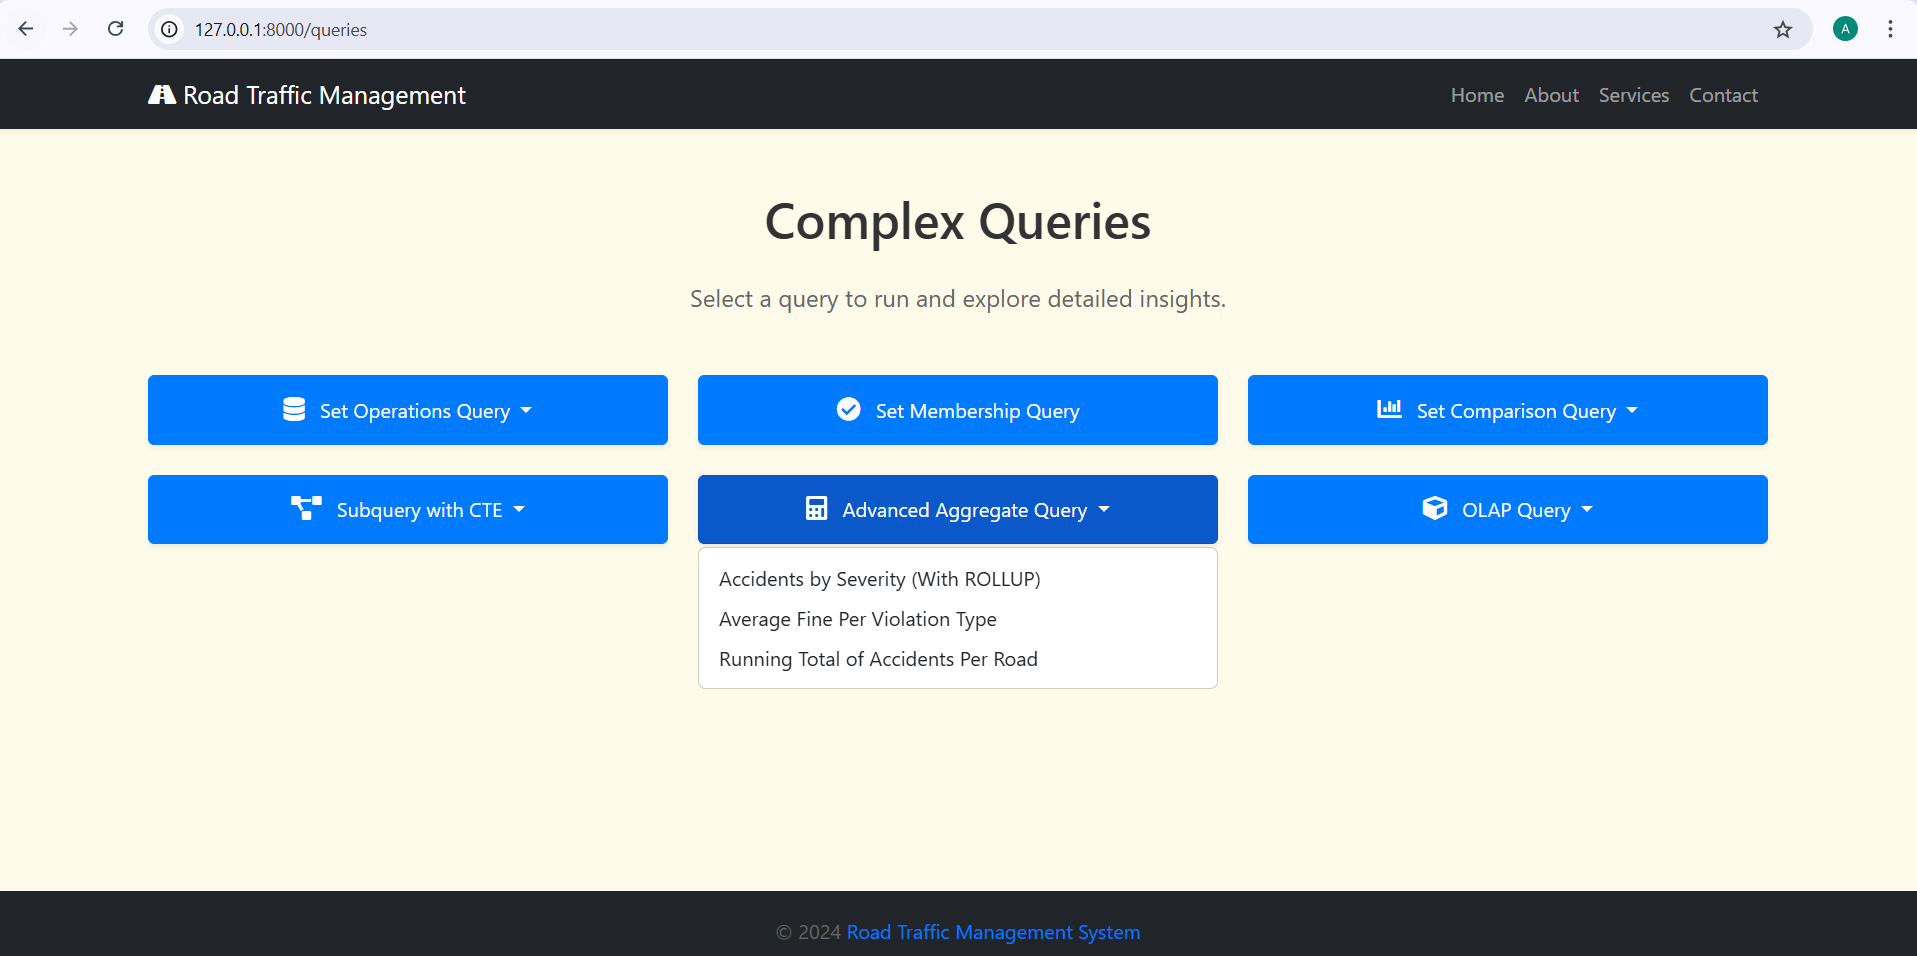 127.0.0.1:8000/queries
A
Road Traffic Management
Home About Services Contact
Complex Queries
Select a query to run and explore detailed insights.
Set Operations Query
Set Membership Query
Set Comparison Query
Subquery with CTE
Advanced Aggregate Query
OLAP Query
Accidents by Severity (With ROLLUP)
Average Fine Per Violation Type
Running Total of Accidents Per Road
© 2024 Road Traffic Management System